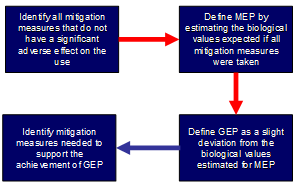 Identify all mitigation
measures that do not
have a significant
adverse effect on the
use
Define MEP by
estimating the biological
values expected if all
mitigation measures
were taken
Define GEP as a slight
deviation from the
biological values
estimated for MEP
Identify mitigation
measures needed to
support the
achievement of GEP